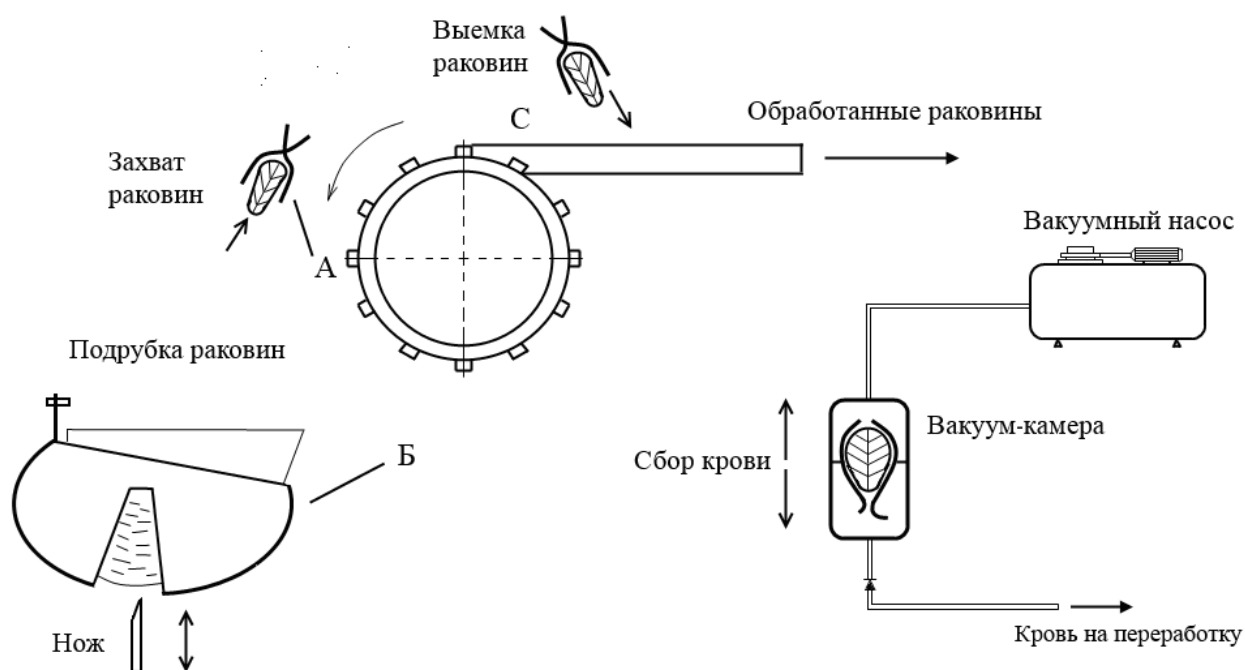 Выемка
раковин
С
Обработанные раковины
Захват
раковин
А
Вакуумный насос
Подрубка раковин
Б
Вакуум-камера
Сбор крови
Нож
Кровь на переработку